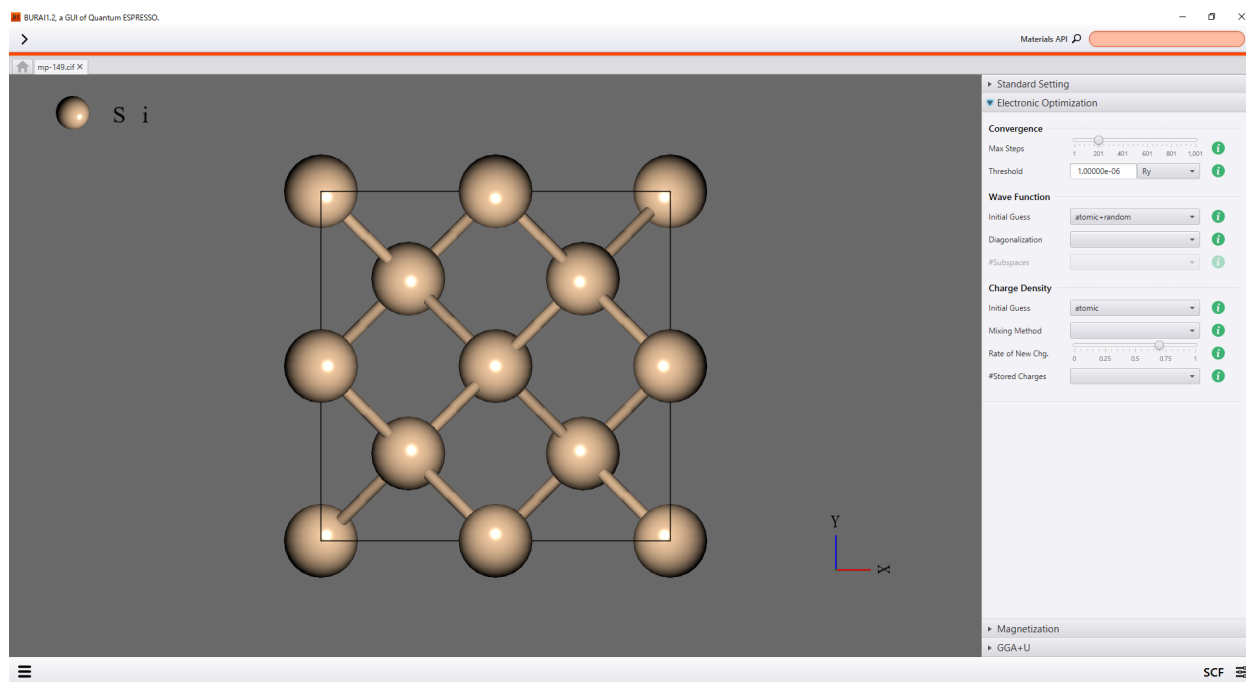 BURAI1.2, a GUI of Quantum ESPRESSO.
Materials API
mp-149.cif
S i
Y
X
Standard Setting
Electronic Optimization
Convergence
Max Steps
1 201 401 601 801 1,001
Threshold 1.00000e-06 Ry
Wave Function
Initial Guess atomic+random
Diagonalization
#Subspaces
Charge Density
Initial Guess atomic
Mixing Method
Rate of New Chg. 0 0.25 0.5 0.75 1
#Stored Charges
Magnetization
GGA+U
SCF